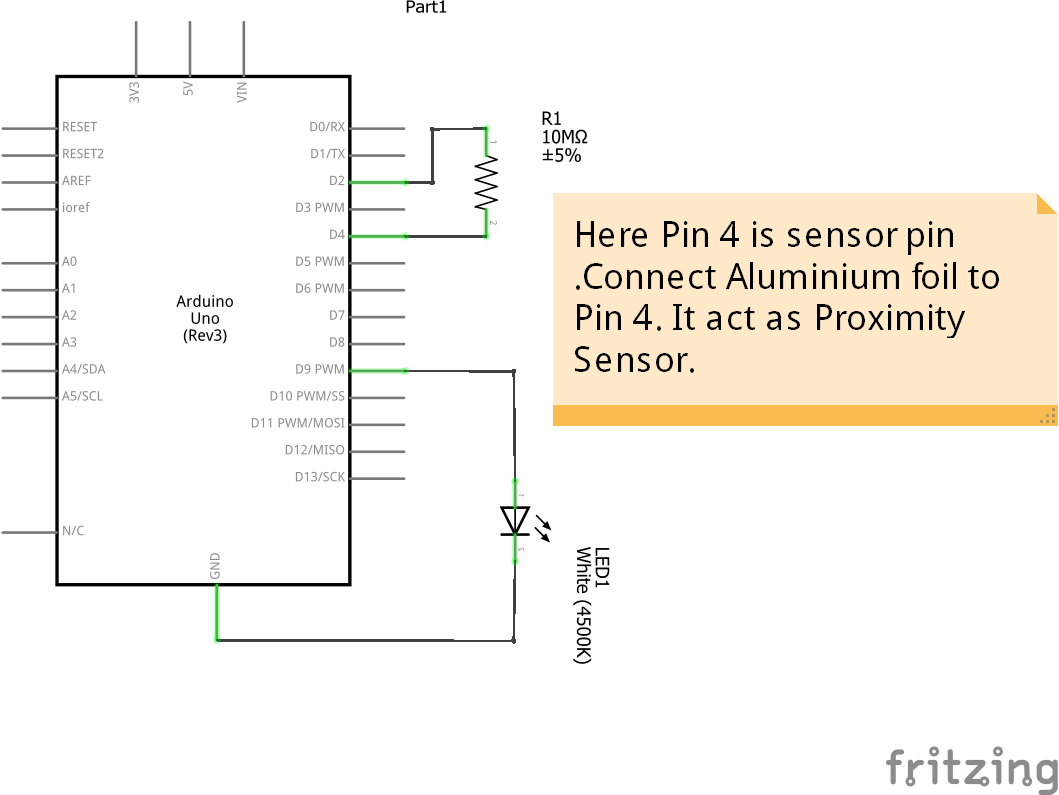 Part1
3V3
5V
VIN
RESET
RESET2
AREF
ioref
A0
A1
A2
A3
A4/SDA
A5/SCL
N/C
Arduino
Uno
(Rev3)
D0/RX
D1/TX
D2
D3 PWM
D4
D5 PWM
D6 PWM
D7
D8
D9 PWM
D10 PWM/SS
D11 PWM/MOSI
D12/MISO
D13/SCK
GND
1
2
R1
10MΩ
±5%
Here Pin 4 is sensor pin
.Connect Aluminium foil to
Pin 4. It act as Proximity
Sensor.
LED1
White (4500K)
fritzing